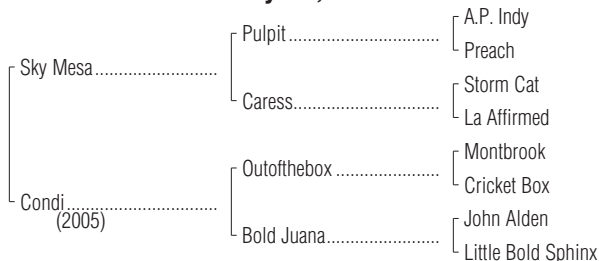 A.P. Indy
Pulpit
Preach
Sky Mesa
Storm Cat
Caress
La Affirmed
Montbrook
Outofthebox
Cricket Box
Condi
(2005)
John Alden
Bold Juana
Little Bold Sphinx